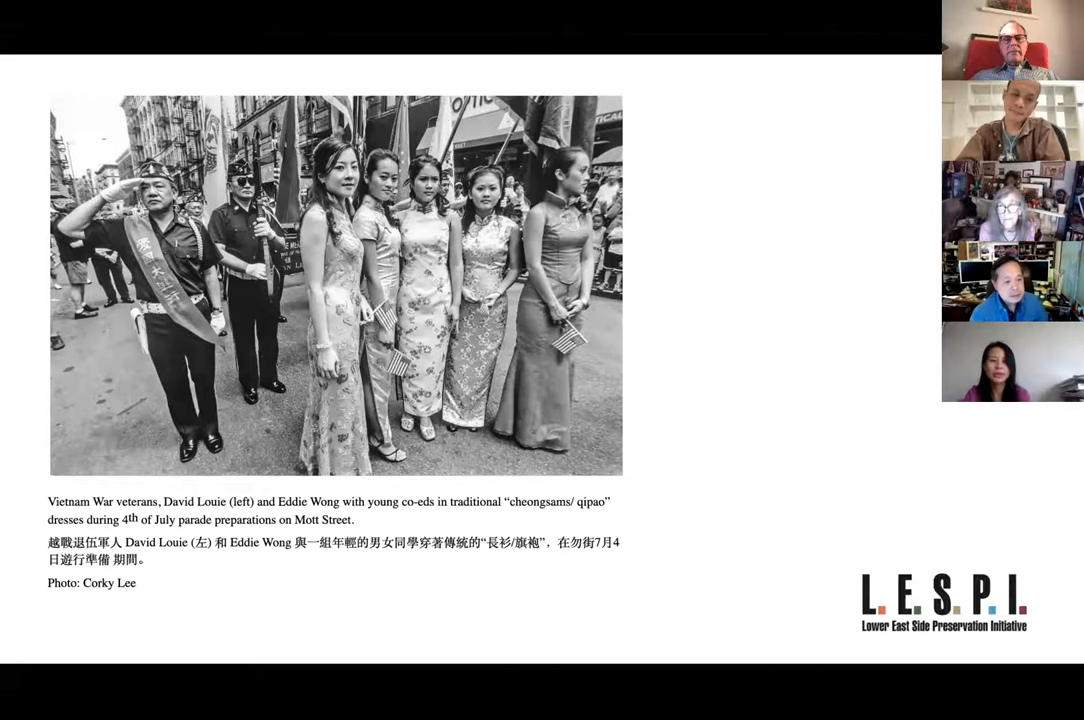 OPTIC
Vietnam War veterans, David Louie (left) and Eddie Wong with young co-eds in traditional “cheongsams/ qipao”
dresses during 4th of July parade preparations on Mott Street.
越戰退伍軍人 David Louie (左) 和 Eddie Wong 與一組年輕的男女同學穿著傳統的“長衫/旗袍”，在勿街7月4
日遊行準備 期間。
Photo: Corky Lee
L.E.S.P.I.
Lower East Side Preservation Initiative